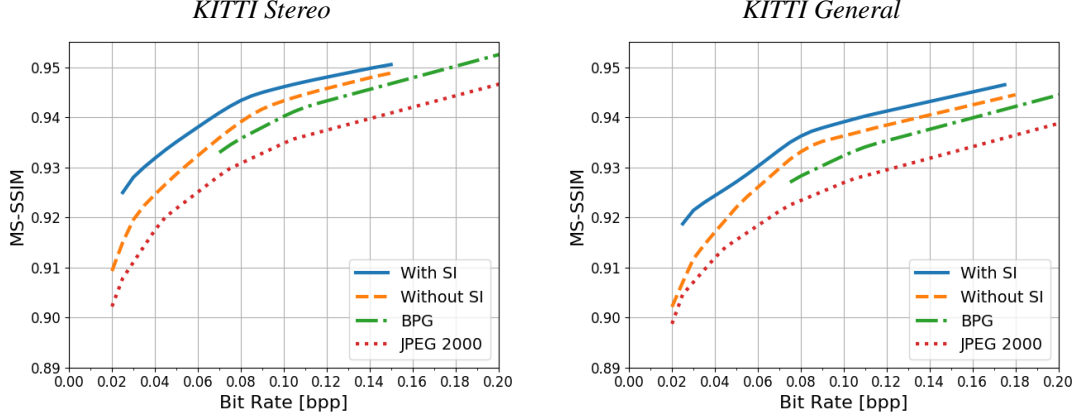 KITTI Stereo
MS-SSIM
0.95
0.94
0.93
0.92
0.91
0.90
0.89
With SI
Without SI
BPG
JPEG 2000
0.00 0.02 0.04 0.06 0.08 0.10 0.12 0.14 0.16 0.18 0.20
Bit Rate [bpp]
KITTI General
MS-SSIM
0.95
0.94
0.93
0.92
0.91
0.90
0.89
With SI
Without SI
BPG
JPEG 2000
0.00 0.02 0.04 0.06 0.08 0.10 0.12 0.14 0.16 0.18 0.20
Bit Rate [bpp]